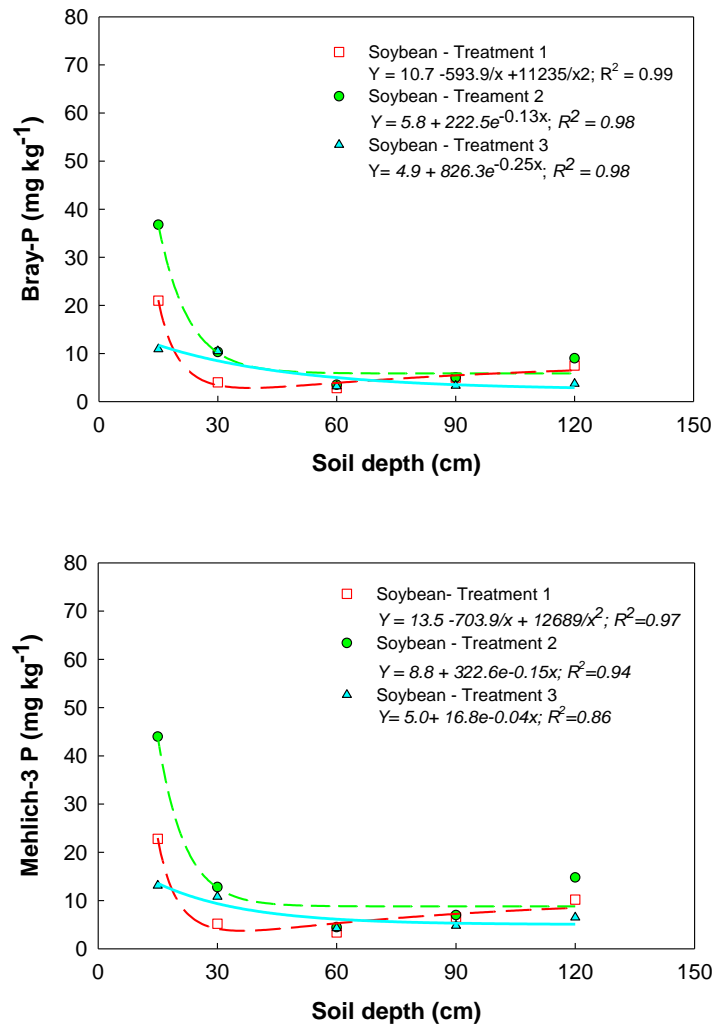 80
70
60
50
40
30
20
10
0
Bray-P (mg kg-1)
Soybean - Treatment 1
Y = 10.7 -593.9/x +11235/x2; R2 = 0.99
Soybean - Treament 2
Y = 5.8 + 222.5e-0.13x; R2 = 0.98
Soybean - Treatment 3
Y= 4.9 + 826.3e-0.25x; R2 = 0.98
0 30 60 90 120 150
Soil depth (cm)
80
70
60
50
40
30
20
10
0
Mehlich-3 P (mg kg-1)
Soybean- Treatment 1
Y = 13.5 -703.9/x + 12689/x2; R2=0.97
Soybean - Treatment 2
Y = 8.8 + 322.6e-0.15x; R2=0.94
Soybean - Treatment 3
Y= 5.0+ 16.8e-0.04x; R2=0.86
0 30 60 90 120 150
Soil depth (cm)